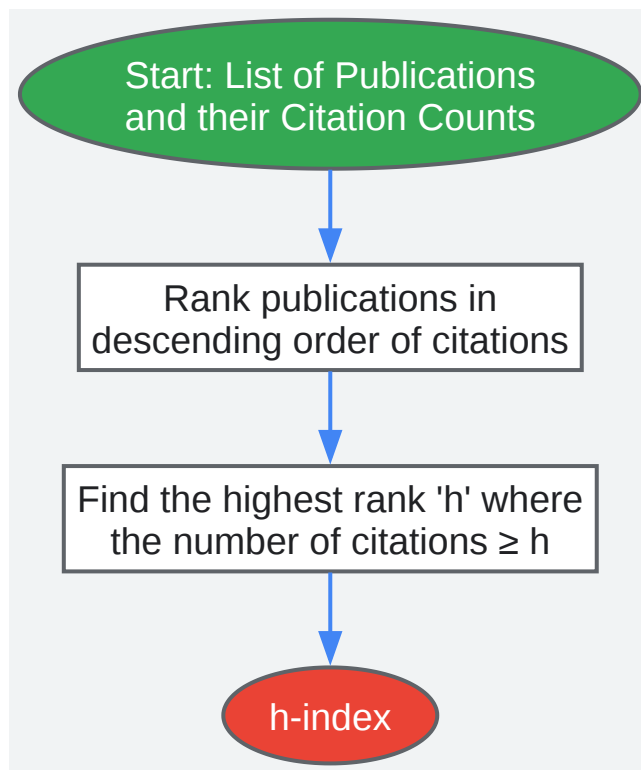 Start: List of Publications
and their Citation Counts
Rank publications in
descending order of citations
Find the highest rank 'h' where
the number of citations ≥ h
h-index